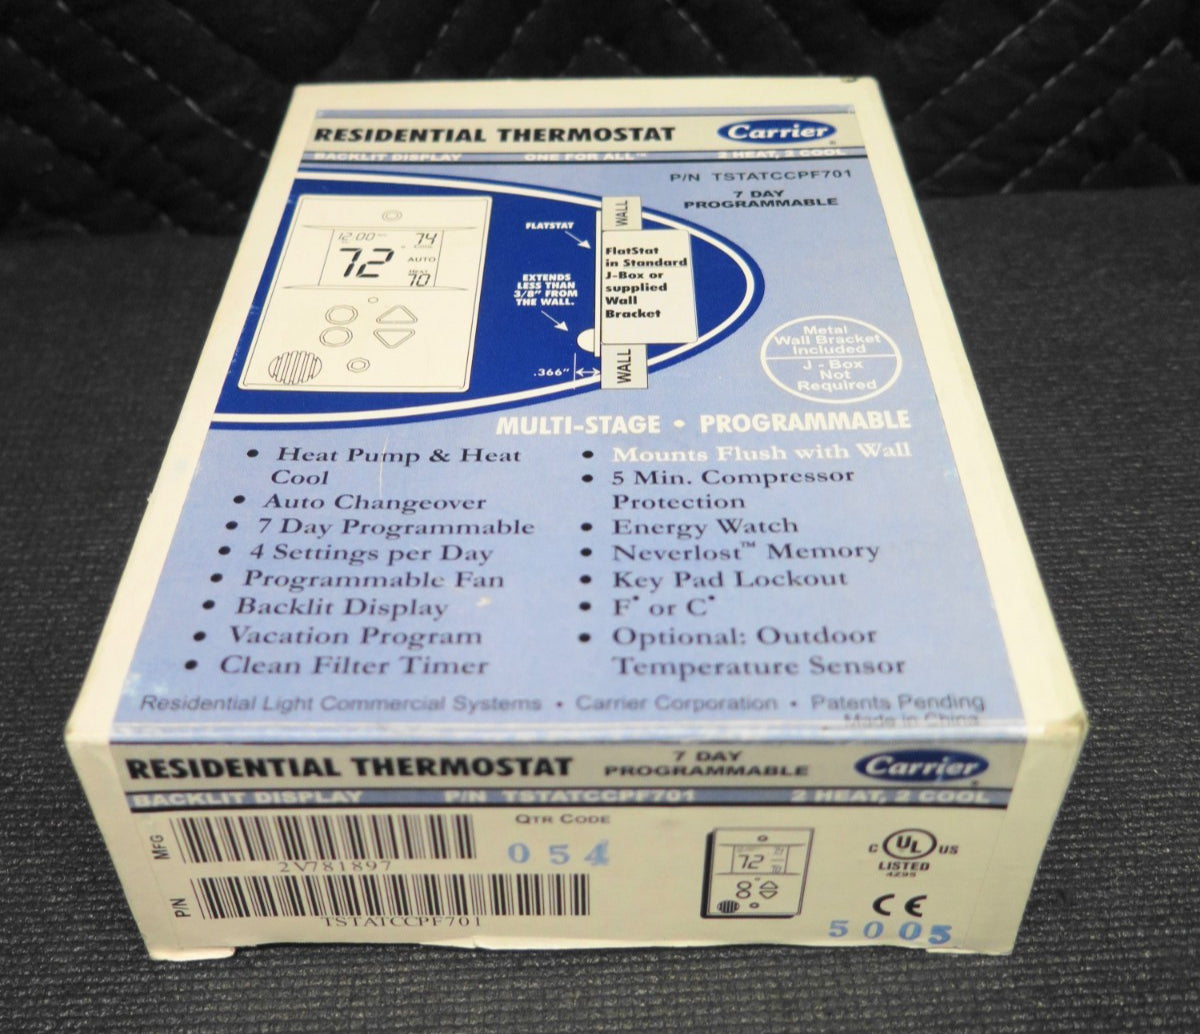 RESIDENTIAL THERMOSTAT Carrier
BACKLIT DISPLAY ONE FOR ALL™ 2 HEAT, 2 COOL
P/N TSTATCCPF701
7 DAY
PROGRAMMABLE
12:00
74
COOL
72
AUTO
HEAT
70
FLATSTAT
EXTENDS
LESS THAN
3/8" FROM
THE WALL.
.366"
WALL
FlatStat
in Standard
J-Box or
supplied
Wall
Bracket
WALL
Metal
Wall Bracket
Included
J - Box
Not
Required
MULTI-STAGE • PROGRAMMABLE
• Heat Pump & Heat
Cool
• Auto Changeover
• 7 Day Programmable
• 4 Settings per Day
• Programmable Fan
• Backlit Display
• Vacation Program
• Clean Filter Timer
• Mounts Flush with Wall
• 5 Min. Compressor
Protection
• Energy Watch
• Neverlost™ Memory
• Key Pad Lockout
• F° or C°
• Optional: Outdoor
Temperature Sensor
Residential Light Commercial Systems • Carrier Corporation • Patents Pending
Made in China
RESIDENTIAL THERMOSTAT 7 DAY
PROGRAMMABLE Carrier
BACKLIT DISPLAY P/N TSTATCCPF701 2 HEAT, 2 COOL
MFG
2V781897
QTR CODE
054
P/N
TSTATCCPF701
72
C UL US
LISTED
4295
CE
5005